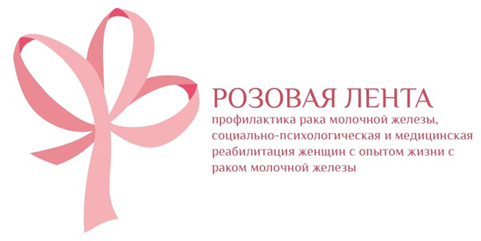 РОЗОВАЯ ЛЕНТА
профилактика рака молочной железы,
социально-психологическая и медицинская
реабилитация женщин с опытом жизни с
раком молочной железы